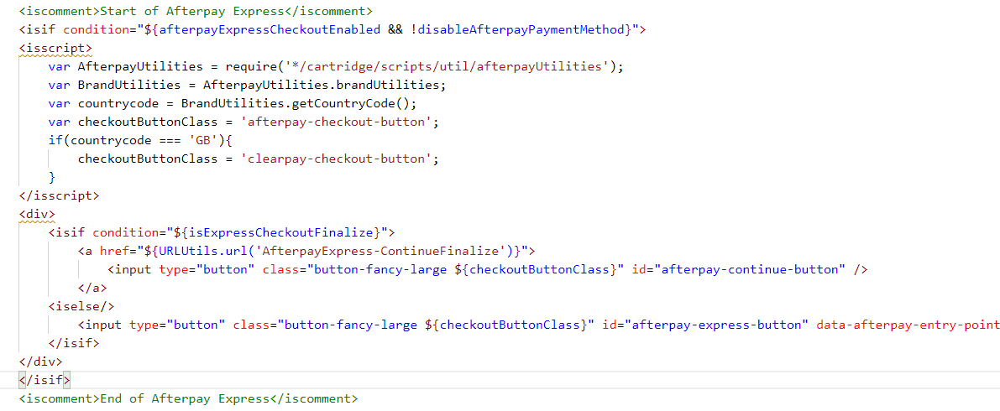 <iscomment>Start of Afterpay Express</iscomment>
<isif condition="${afterpayExpressCheckoutEnabled && !disableAfterpayPaymentMethod}">
<isscript>
    var AfterpayUtilities = require('*/cartridge/scripts/util/afterpayUtilities');
    var BrandUtilities = AfterpayUtilities.brandUtilities;
    var countrycode = BrandUtilities.getCountryCode();
    var checkoutButtonClass = 'afterpay-checkout-button';
    if(countrycode === 'GB'){
        checkoutButtonClass = 'clearpay-checkout-button';
    }
</isscript>
<div>
    <isif condition="${isExpressCheckoutFinalize}">
        <a href="${URLUtils.url('AfterpayExpress-ContinueFinalize')}">
            <input type="button" class="button-fancy-large ${checkoutButtonClass}" id="afterpay-continue-button" />
        </a>
    <iselse/>
        <input type="button" class="button-fancy-large ${checkoutButtonClass}" id="afterpay-express-button" data-afterpay-entry-point
    </isif>
</div>
</isif>
<iscomment>End of Afterpay Express</iscomment>